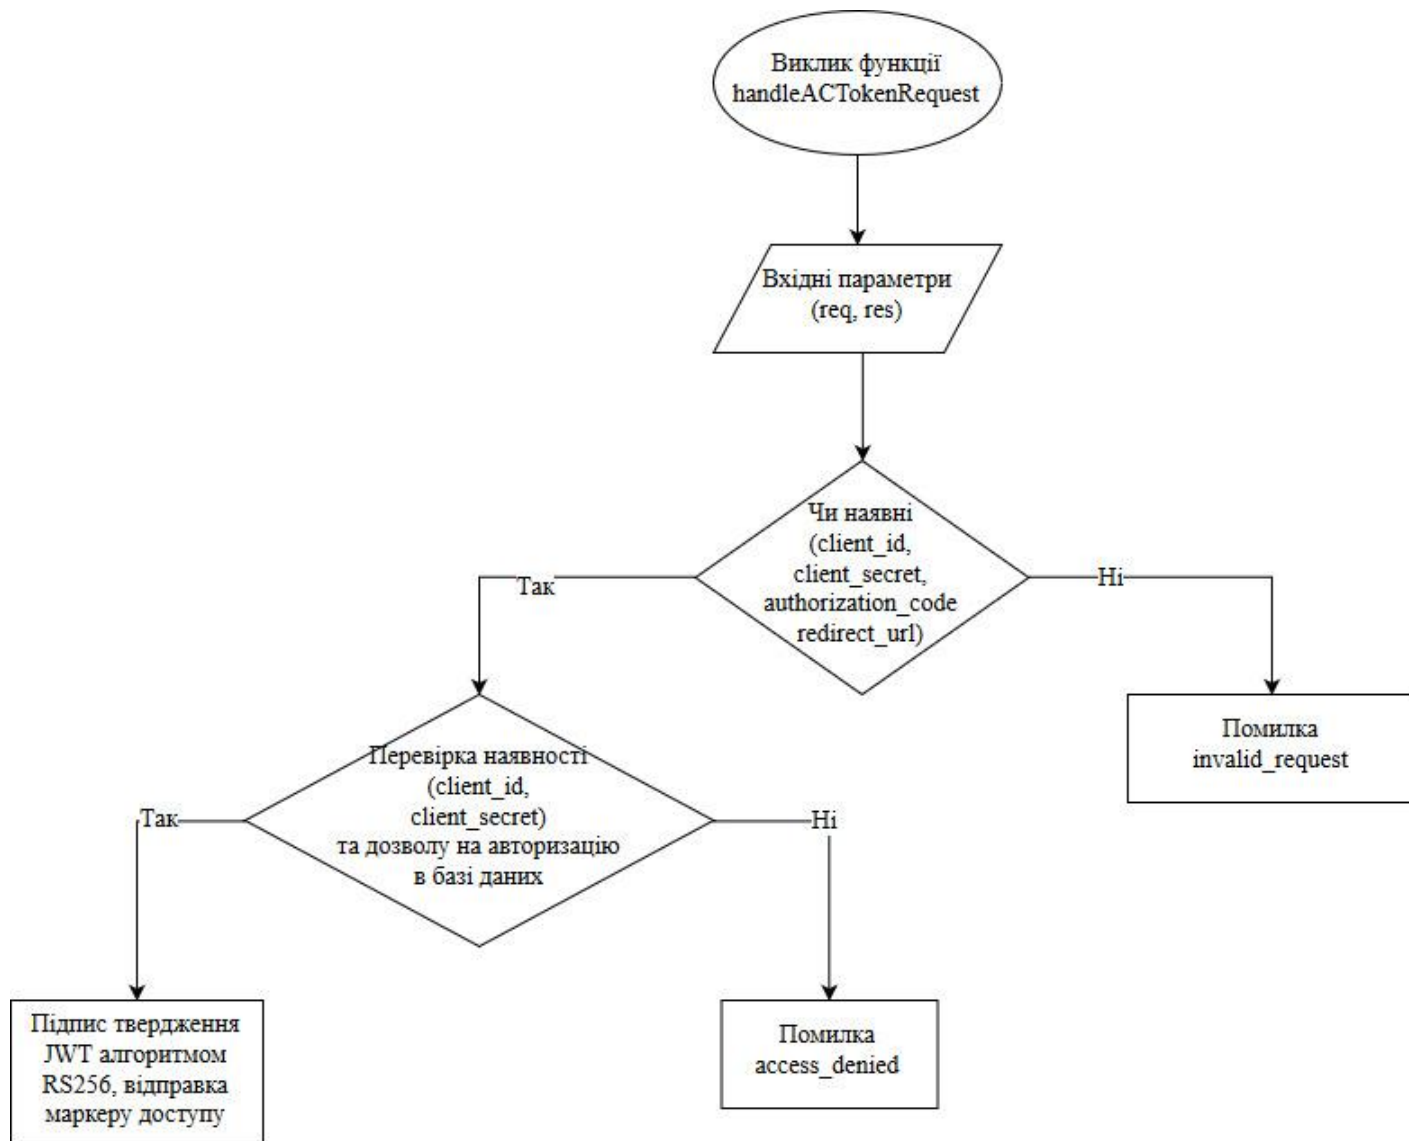 Виклик функції
handleACTokenRequest
Вхідні параметри
(req, res)
Чи наявні
(client_id,
client_secret,
authorization_code
redirect_url)
Так
Ні
Помилка
invalid_request
Перевірка наявності
(client_id,
client_secret)
та дозволу на авторизацію
в базі даних
Так
Ні
Підпис твердження
JWT алгоритмом
RS256, відправка
маркеру доступу
Помилка
access_denied